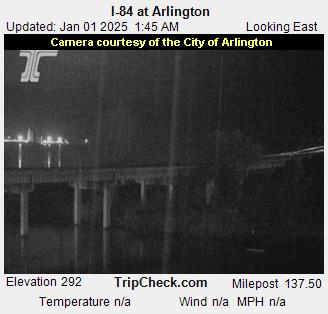 I-84 at Arlington
Updated: Jan 01 2025 1:45 AM Looking East
Camera courtesy of the City of Arlington
Elevation 292 TripCheck.com Milepost 137.50
Temperature n/a Wind n/a MPH n/a